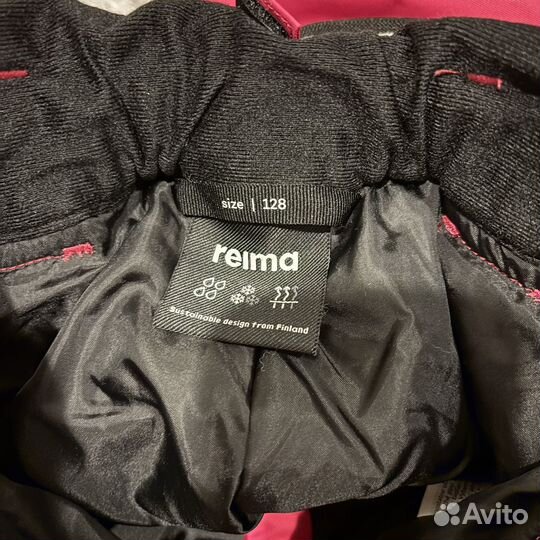 size | 128
reima
Sustainable design from Finland
Avito